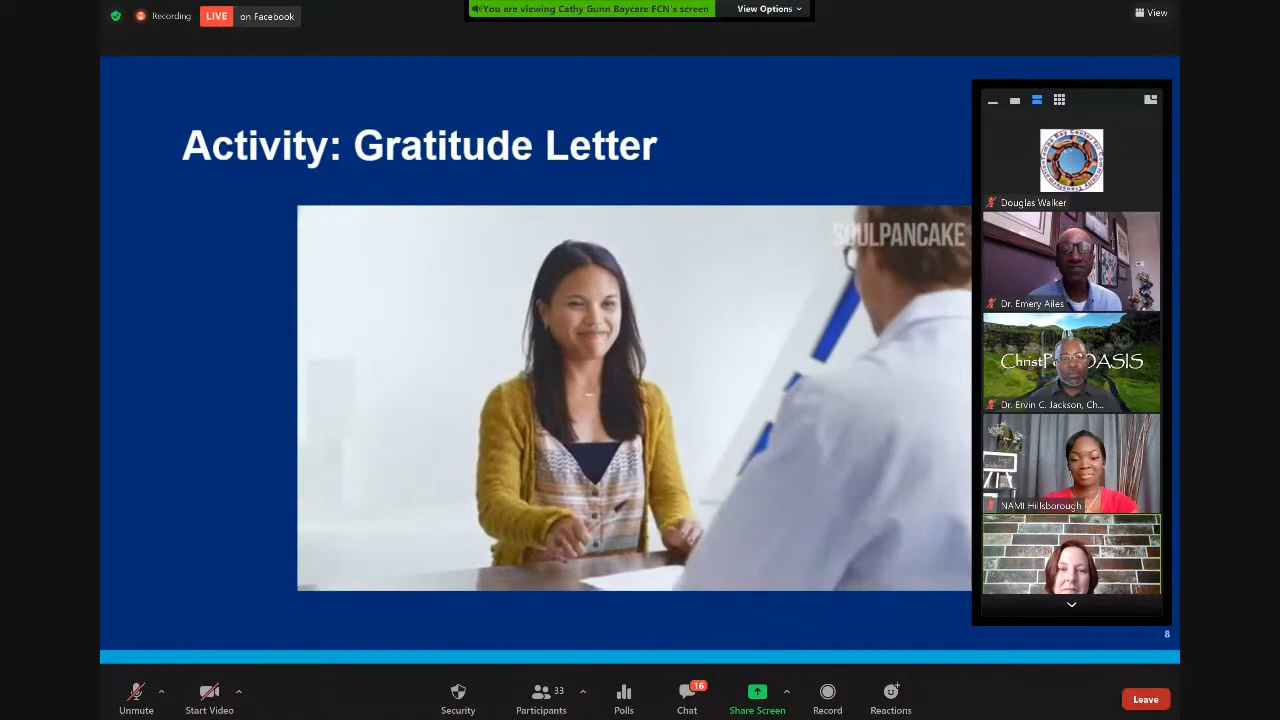 Recording
LIVE on Facebook
You are viewing Cathy Gunn Baycare FCN's screen
View Options
View
Activity: Gratitude Letter
SOULPANCAKE
Douglas Walker
Dr. Emery Ailes
ChristP OASIS
Dr. Ervin C. Jackson, Ch...
NAMI Hillsborough
8
Unmute
Start Video
Security
33
Participants
Polls
16
Chat
Share Screen
Record
Reactions
Leave